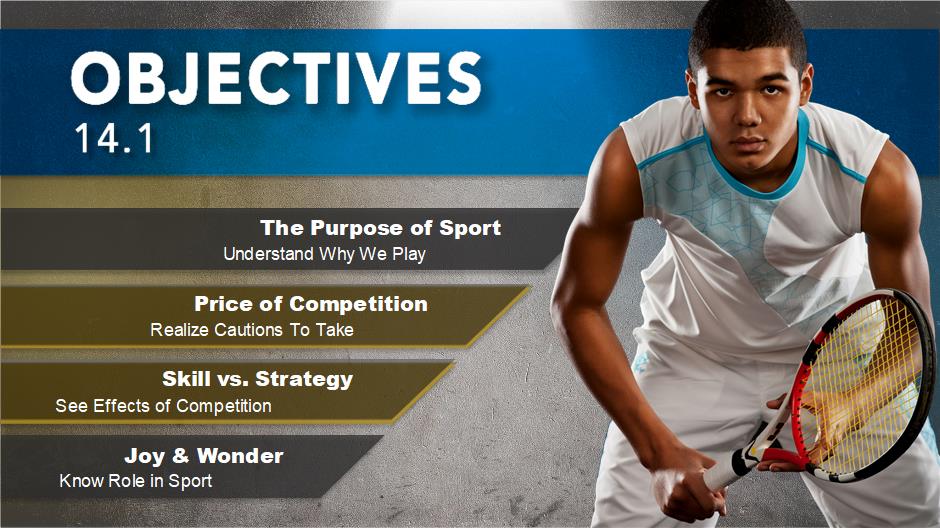 OBJECTIVES
14.1
The Purpose of Sport
Understand Why We Play
Price of Competition
Realize Cautions To Take
Skill vs. Strategy
See Effects of Competition
Joy & Wonder
Know Role in Sport